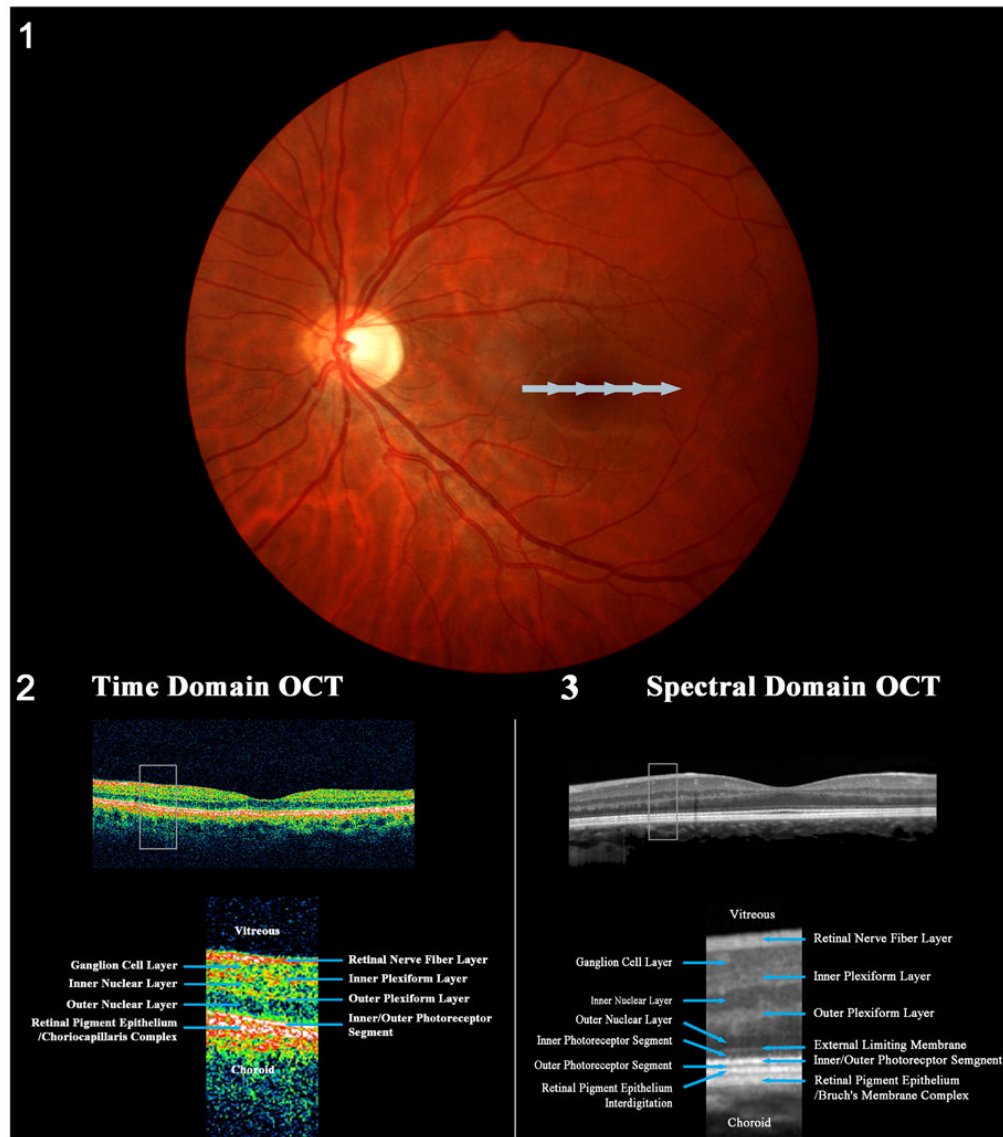 1
2 Time Domain OCT
3 Spectral Domain OCT
Vitreous
Ganglion Cell Layer
Inner Nuclear Layer
Outer Nuclear Layer
Retinal Pigment Epithelium
/Choriocapillaris Complex
Retinal Nerve Fiber Layer
Inner Plexiform Layer
Outer Plexiform Layer
Inner/Outer Photoreceptor
Segment
Choroid
Vitreous
Ganglion Cell Layer
Inner Nuclear Layer
Outer Nuclear Layer
Inner Photoreceptor Segment
Outer Photoreceptor Segment
Retinal Pigment Epithelium
Interdigitation
Retinal Nerve Fiber Layer
Inner Plexiform Layer
Outer Plexiform Layer
External Limiting Membrane
Inner/Outer Photorecptor Semgnent
Retinal Pigment Epithelium
/Bruch's Membrane Complex
Choroid